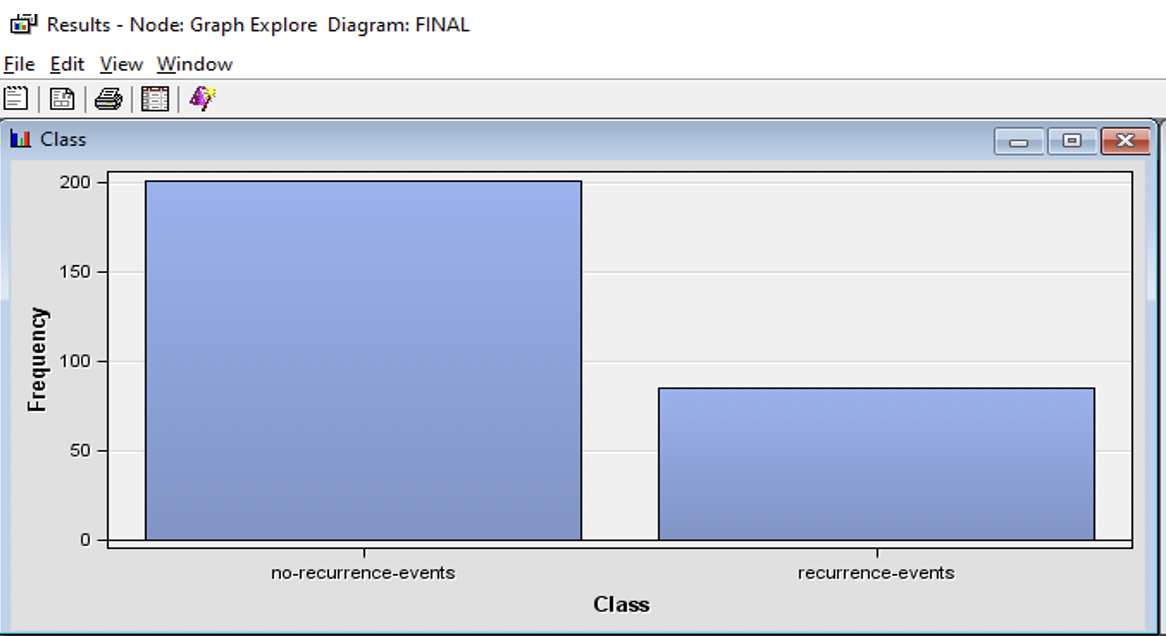 Results - Node: Graph Explore Diagram: FINAL
File Edit View Window
Class
200
150
100
50
0
Frequency
no-recurrence-events recurrence-events
Class